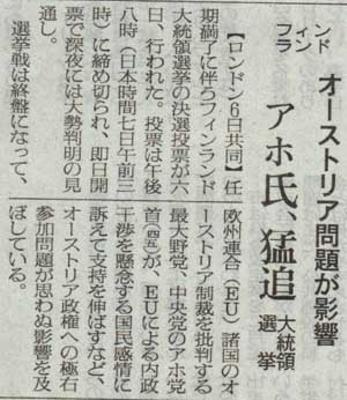 フィンランド
オーストリア問題が影響
アホ氏、猛追
大統領
選挙
【ロンドン6日共同】任
期満了に伴うフィンランド
大統領選挙の決選投票が六
日、行われた。投票は午後
八時(日本時間七日午前三
時)に締め切られ、即日開
票で深夜には大勢判明の見
通し。
選挙戦は終盤になって、
欧州連合(EU)諸国のオ
ーストリア制裁を批判する
最大野党、中央党のアホ党
首(四五)が、EUによる内政
干渉を懸念する国民感情に
訴えて支持を伸ばすなど、
オーストリア政権への極右
参加問題が思わぬ影響を及
ぼしている。